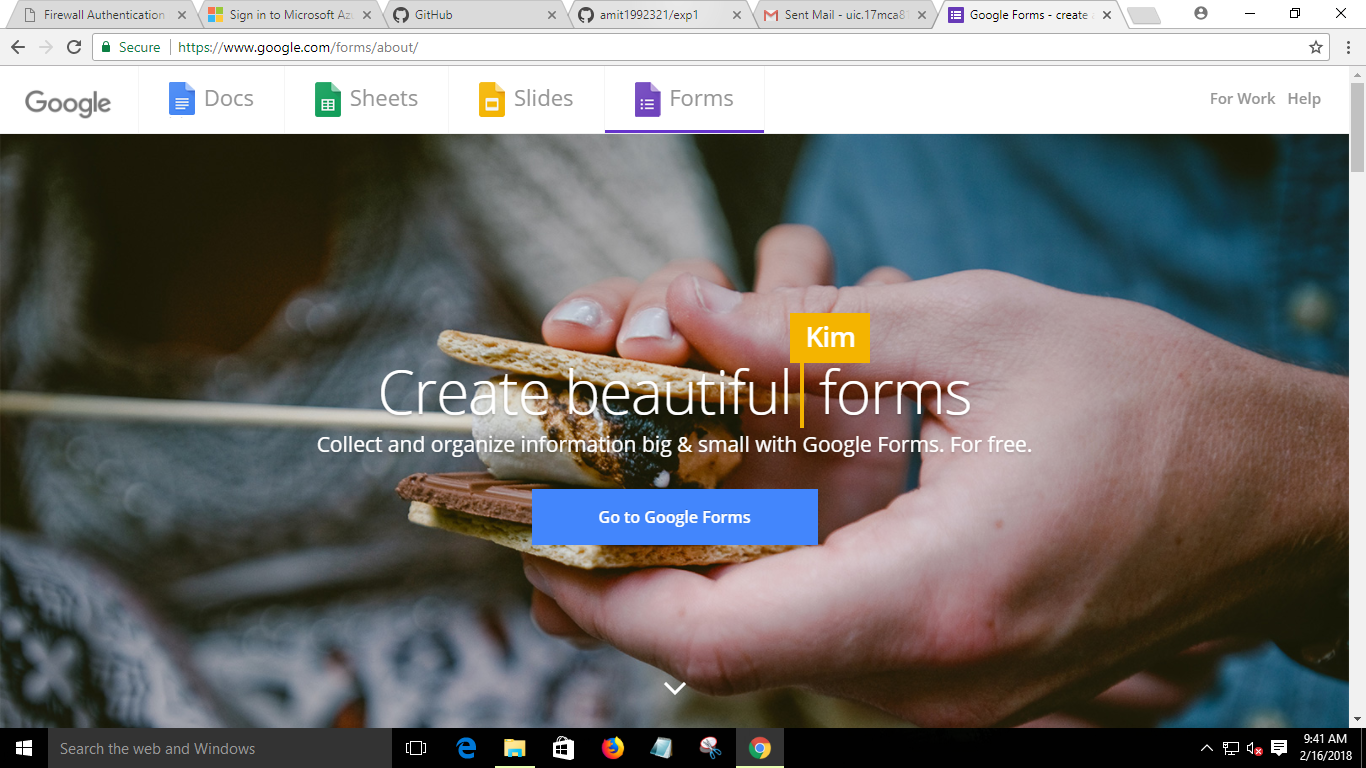 Firewall Authentication
Sign in to Microsoft Azu
GitHub
amit1992321/exp1
Sent Mail - uic.17mca8
Google Forms - create
Secure
https://www.google.com/forms/about/
Google
Docs
Sheets
Slides
Forms
For Work
Help
Kim
Create beautiful forms
Collect and organize information big & small with Google Forms. For free.
Go to Google Forms
Search the web and Windows
9:41 AM
2/16/2018